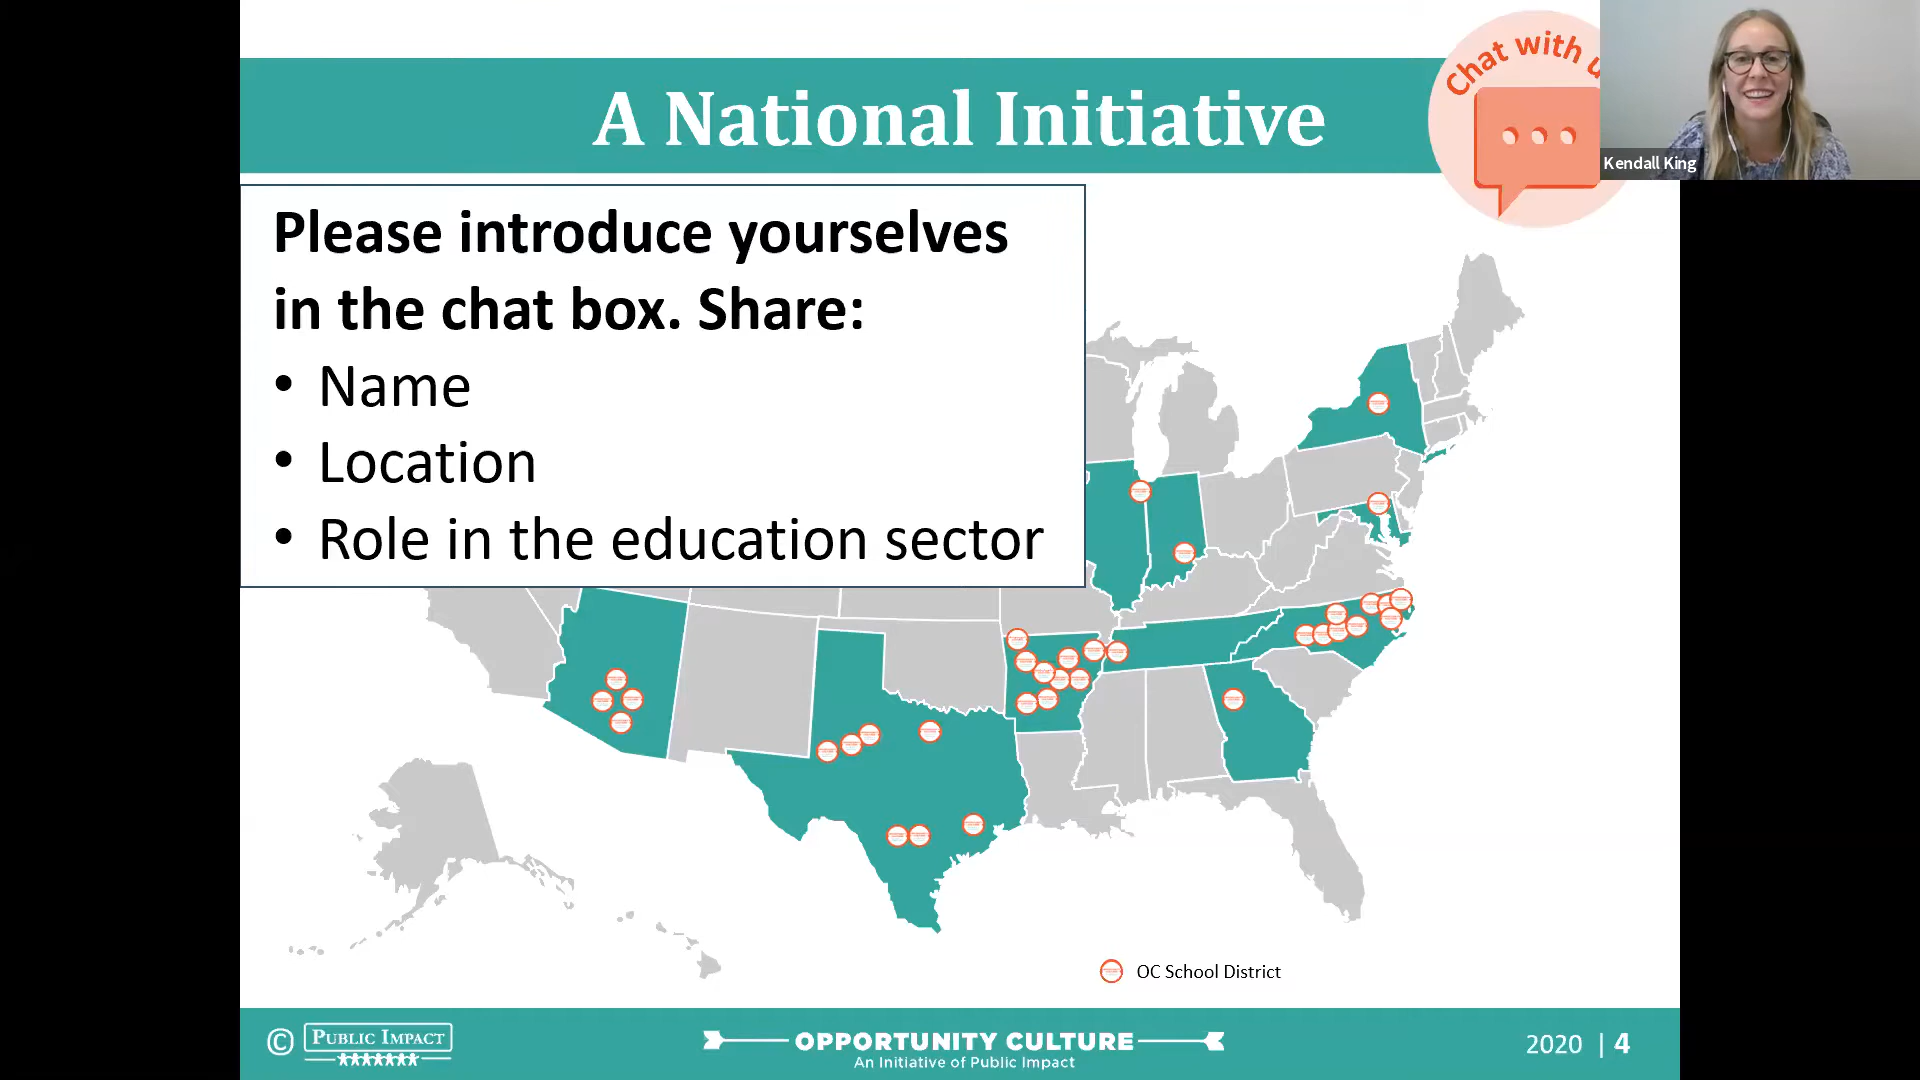 A National Initiative
Chat with
Kendall King
Please introduce yourselves
in the chat box. Share:
• Name
• Location
• Role in the education sector
OC School District
© PUBLIC IMPACT
OPPORTUNITY CULTURE
An Initiative of Public Impact
2020 | 4